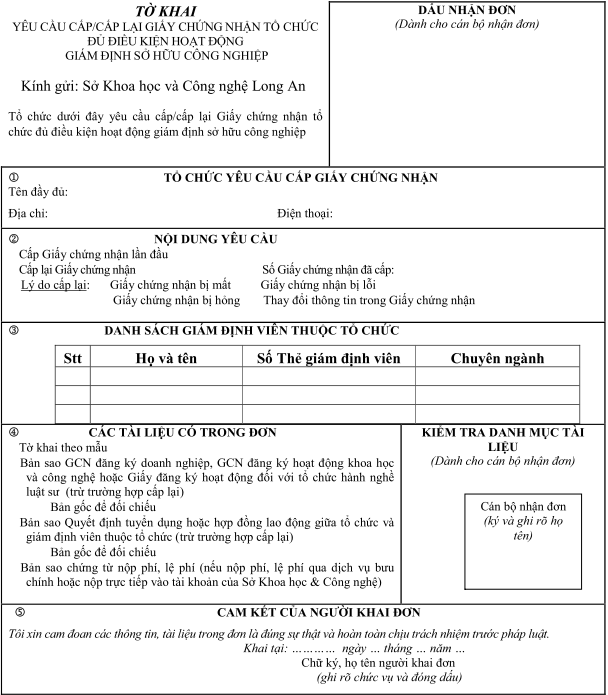 TỜ KHAI
YÊU CẦU CẤP/CẤP LẠI GIẤY CHỨNG NHẬN TỔ CHỨC
ĐỦ ĐIỀU KIỆN HOẠT ĐỘNG
GIÁM ĐỊNH SỞ HỮU CÔNG NGHIỆP
Kính gửi: Sở Khoa học và Công nghệ Long An
Tổ chức dưới đây yêu cầu cấp/cấp lại Giấy chứng nhận tổ
chức đủ điều kiện hoạt động giám định sở hữu công nghiệp
DẤU NHẬN ĐƠN
(Dành cho cán bộ nhận đơn)
① TỔ CHỨC YÊU CẦU CẤP GIẤY CHỨNG NHẬN
Tên đầy đủ:
Địa chỉ: Điện thoại:
② NỘI DUNG YÊU CẦU
Cấp Giấy chứng nhận lần đầu
Cấp lại Giấy chứng nhận Số Giấy chứng nhận đã cấp:
Lý do cấp lại: Giấy chứng nhận bị mất Giấy chứng nhận bị lỗi
Giấy chứng nhận bị hỏng Thay đổi thông tin trong Giấy chứng nhận
③ DANH SÁCH GIÁM ĐỊNH VIÊN THUỘC TỔ CHỨC
Stt Họ và tên Số Thẻ giám định viên Chuyên ngành
④ CÁC TÀI LIỆU CÓ TRONG ĐƠN
Tờ khai theo mẫu
Bản sao GCN đăng ký doanh nghiệp, GCN đăng ký hoạt động khoa học
và công nghệ hoặc Giấy đăng ký hoạt động đối với tổ chức hành nghề
luật sư (trừ trường hợp cấp lại)
Bản gốc để đối chiếu
Bản sao Quyết định tuyển dụng hoặc hợp đồng lao động giữa tổ chức và
giám định viên thuộc tổ chức (trừ trường hợp cấp lại)
Bản gốc để đối chiếu
Bản sao chứng từ nộp phí, lệ phí (nếu nộp phí, lệ phí qua dịch vụ bưu
chính hoặc nộp trực tiếp vào tài khoản của Sở Khoa học & Công nghệ)
KIỂM TRA DANH MỤC TÀI
LIỆU
(Dành cho cán bộ nhận đơn)
Cán bộ nhận đơn
(ký và ghi rõ họ
tên)
⑤ CAM KẾT CỦA NGƯỜI KHAI ĐƠN
Tôi xin cam đoan các thông tin, tài liệu trong đơn là đúng sự thật và hoàn toàn chịu trách nhiệm trước pháp luật.
Khai tại: ………… ngày … tháng … năm …
Chữ ký, họ tên người khai đơn
(ghi rõ chức vụ và đóng dấu)